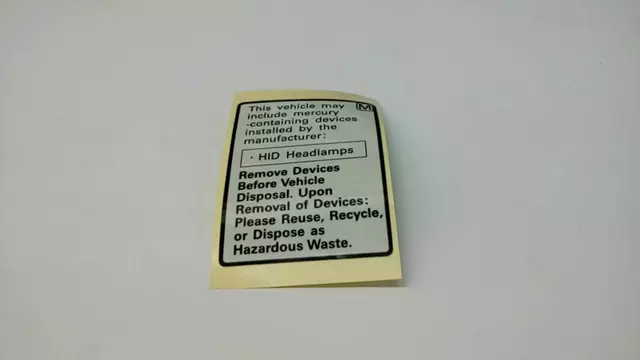 This vehicle may [M]
include mercury
-containing devices
installed by the
manufacturer:
· HID Headlamps
Remove Devices
Before Vehicle
Disposal. Upon
Removal of Devices:
Please Reuse, Recycle,
or Dispose as
Hazardous Waste.